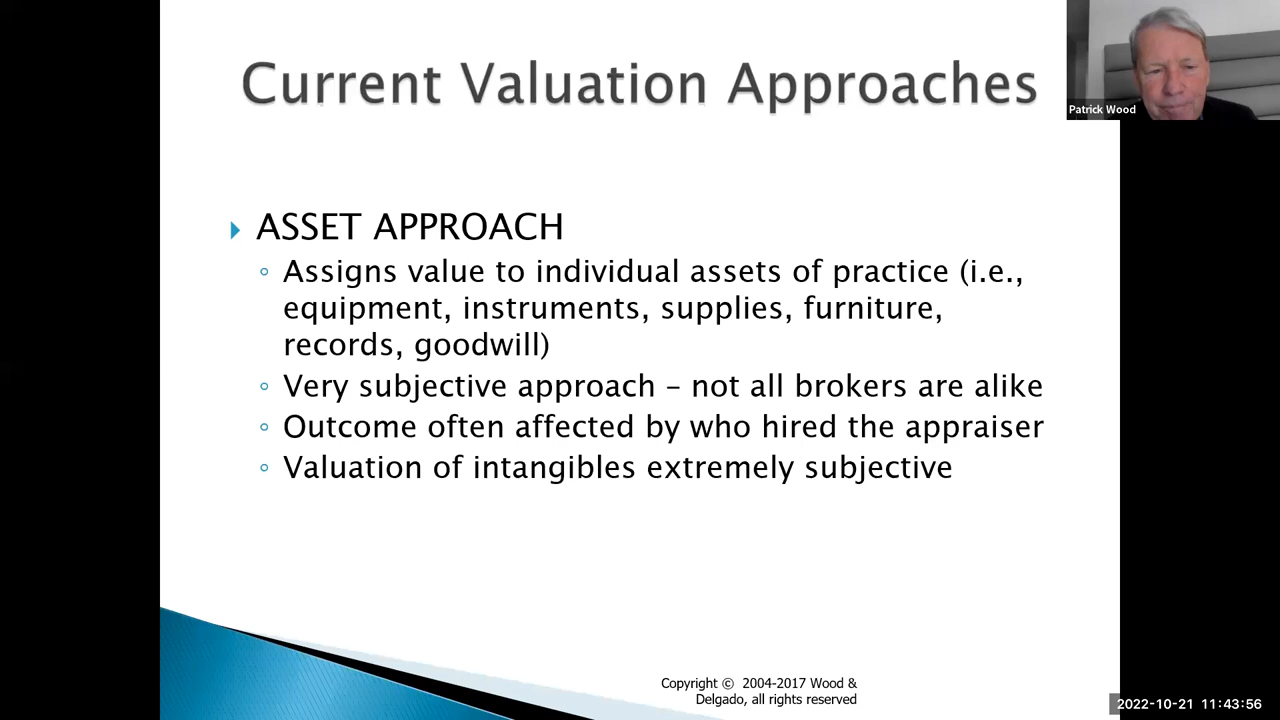 Current Valuation Approaches
Patrick Wood
ASSET APPROACH
Assigns value to individual assets of practice (i.e.,
equipment, instruments, supplies, furniture,
records, goodwill)
Very subjective approach – not all brokers are alike
Outcome often affected by who hired the appraiser
Valuation of intangibles extremely subjective
Copyright © 2004-2017 Wood &
Delgado, all rights reserved
2022-10-21 11:43:56